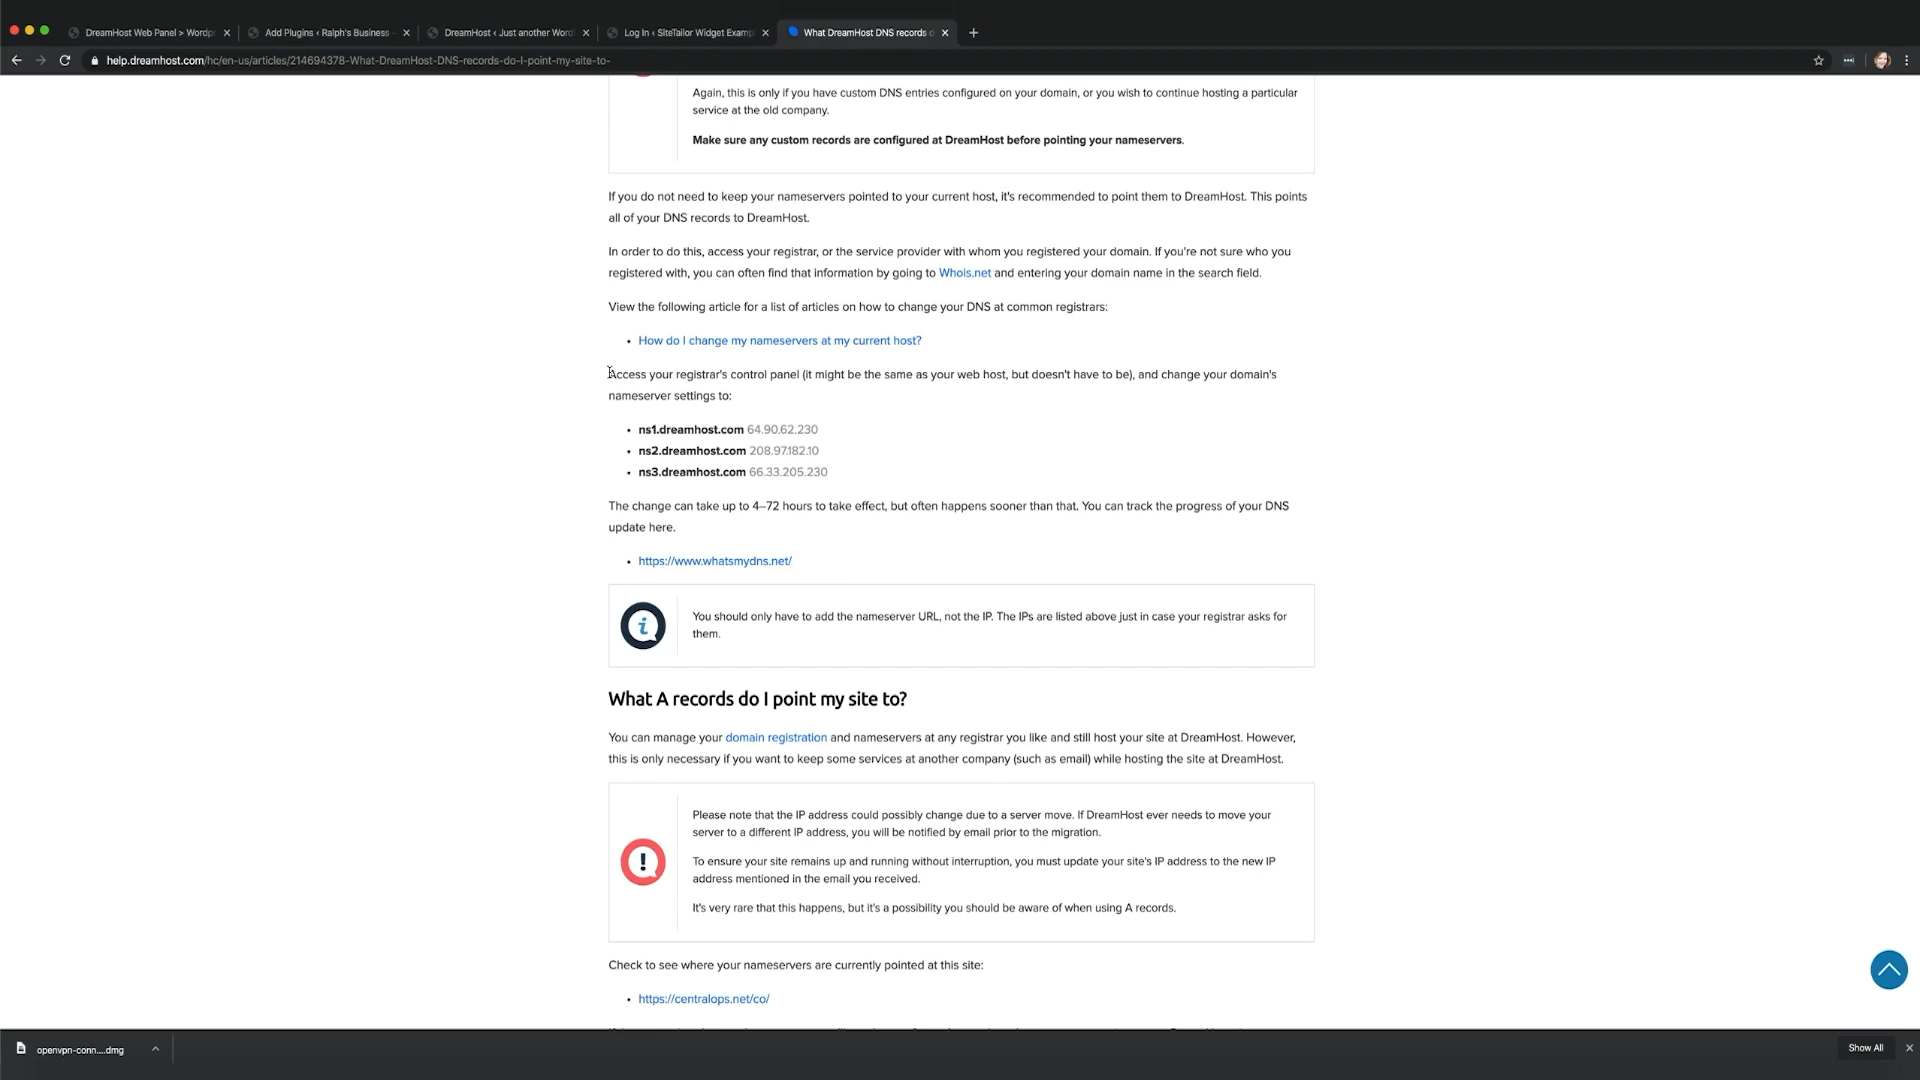 DreamHost Web Panel > Wordpr
Add Plugins ‹ Ralph's Business
DreamHost ‹ Just another Word
Log In ‹ SiteTailor Widget Examp
What DreamHost DNS records d
help.dreamhost.com/hc/en-us/articles/214694378-What-DreamHost-DNS-records-do-I-point-my-site-to-
Again, this is only if you have custom DNS entries configured on your domain, or you wish to continue hosting a particular
service at the old company.
Make sure any custom records are configured at DreamHost before pointing your nameservers.
If you do not need to keep your nameservers pointed to your current host, it's recommended to point them to DreamHost. This points
all of your DNS records to DreamHost.
In order to do this, access your registrar, or the service provider with whom you registered your domain. If you're not sure who you
registered with, you can often find that information by going to Whois.net and entering your domain name in the search field.
View the following article for a list of articles on how to change your DNS at common registrars:
• How do I change my nameservers at my current host?
Access your registrar's control panel (it might be the same as your web host, but doesn't have to be), and change your domain's
nameserver settings to:
• ns1.dreamhost.com 64.90.62.230
• ns2.dreamhost.com 208.97.182.10
• ns3.dreamhost.com 66.33.205.230
The change can take up to 4–72 hours to take effect, but often happens sooner than that. You can track the progress of your DNS
update here.
• https://www.whatsmydns.net/
You should only have to add the nameserver URL, not the IP. The IPs are listed above just in case your registrar asks for
them.
What A records do I point my site to?
You can manage your domain registration and nameservers at any registrar you like and still host your site at DreamHost. However,
this is only necessary if you want to keep some services at another company (such as email) while hosting the site at DreamHost.
Please note that the IP address could possibly change due to a server move. If DreamHost ever needs to move your
server to a different IP address, you will be notified by email prior to the migration.
To ensure your site remains up and running without interruption, you must update your site's IP address to the new IP
address mentioned in the email you received.
It's very rare that this happens, but it's a possibility you should be aware of when using A records.
Check to see where your nameservers are currently pointed at this site:
• https://centralops.net/co/
openvpn-conn....dmg
Show All